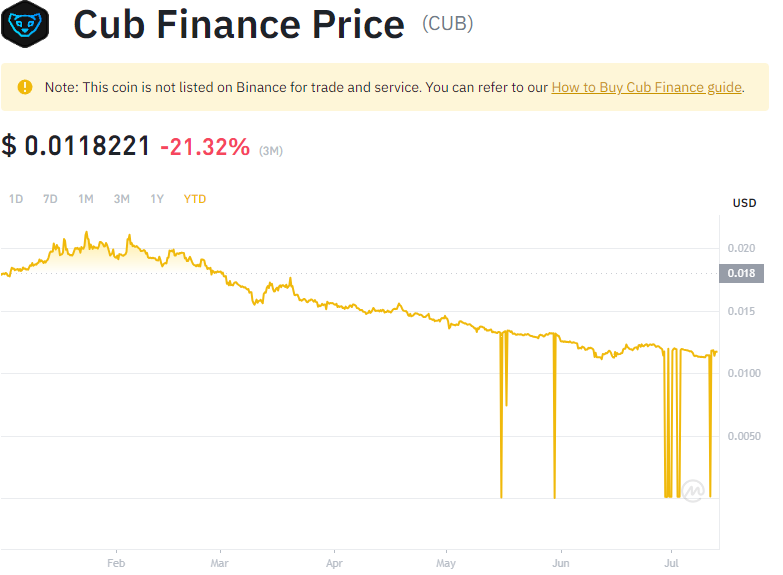 Cub Finance Price (CUB)
Note: This coin is not listed on Binance for trade and service. You can refer to our How to Buy Cub Finance guide.
$ 0.0118221 -21.32% (3M)
1D 7D 1M 3M 1Y YTD
USD
0.020
0.018
0.015
0.0100
0.0050
Feb Mar Apr May Jun Jul